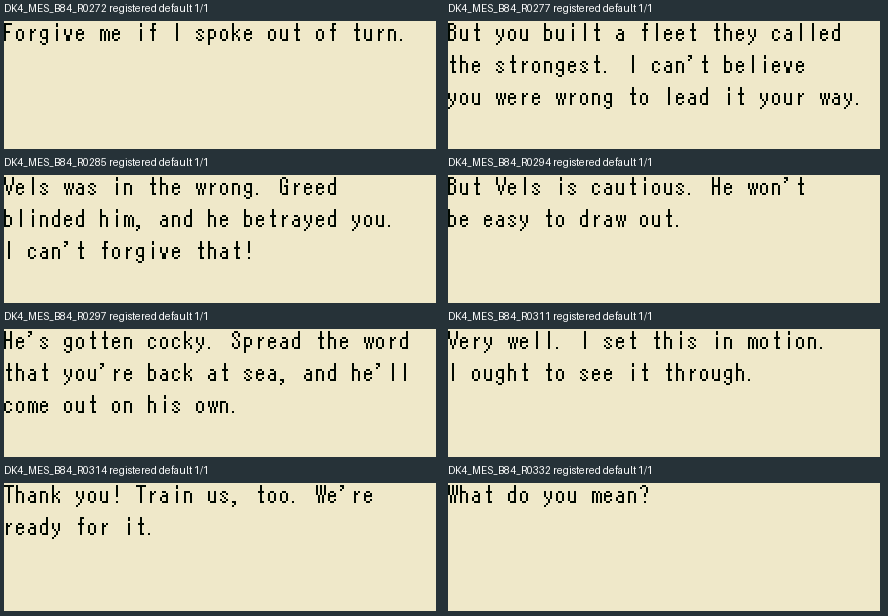 DK4_MES_B84_R0272 registered default 1/1
Forgive me if I spoke out of turn.
DK4_MES_B84_R0277 registered default 1/1
But you built a fleet they called
the strongest. I can't believe
you were wrong to lead it your way.
DK4_MES_B84_R0285 registered default 1/1
Vels was in the wrong. Greed
blinded him, and he betrayed you.
I can't forgive that!
DK4_MES_B84_R0294 registered default 1/1
But Vels is cautious. He won't
be easy to draw out.
DK4_MES_B84_R0297 registered default 1/1
He's gotten cocky. Spread the word
that you're back at sea, and he'll
come out on his own.
DK4_MES_B84_R0311 registered default 1/1
Very well. I set this in motion.
I ought to see it through.
DK4_MES_B84_R0314 registered default 1/1
Thank you! Train us, too. We're
ready for it.
DK4_MES_B84_R0332 registered default 1/1
What do you mean?